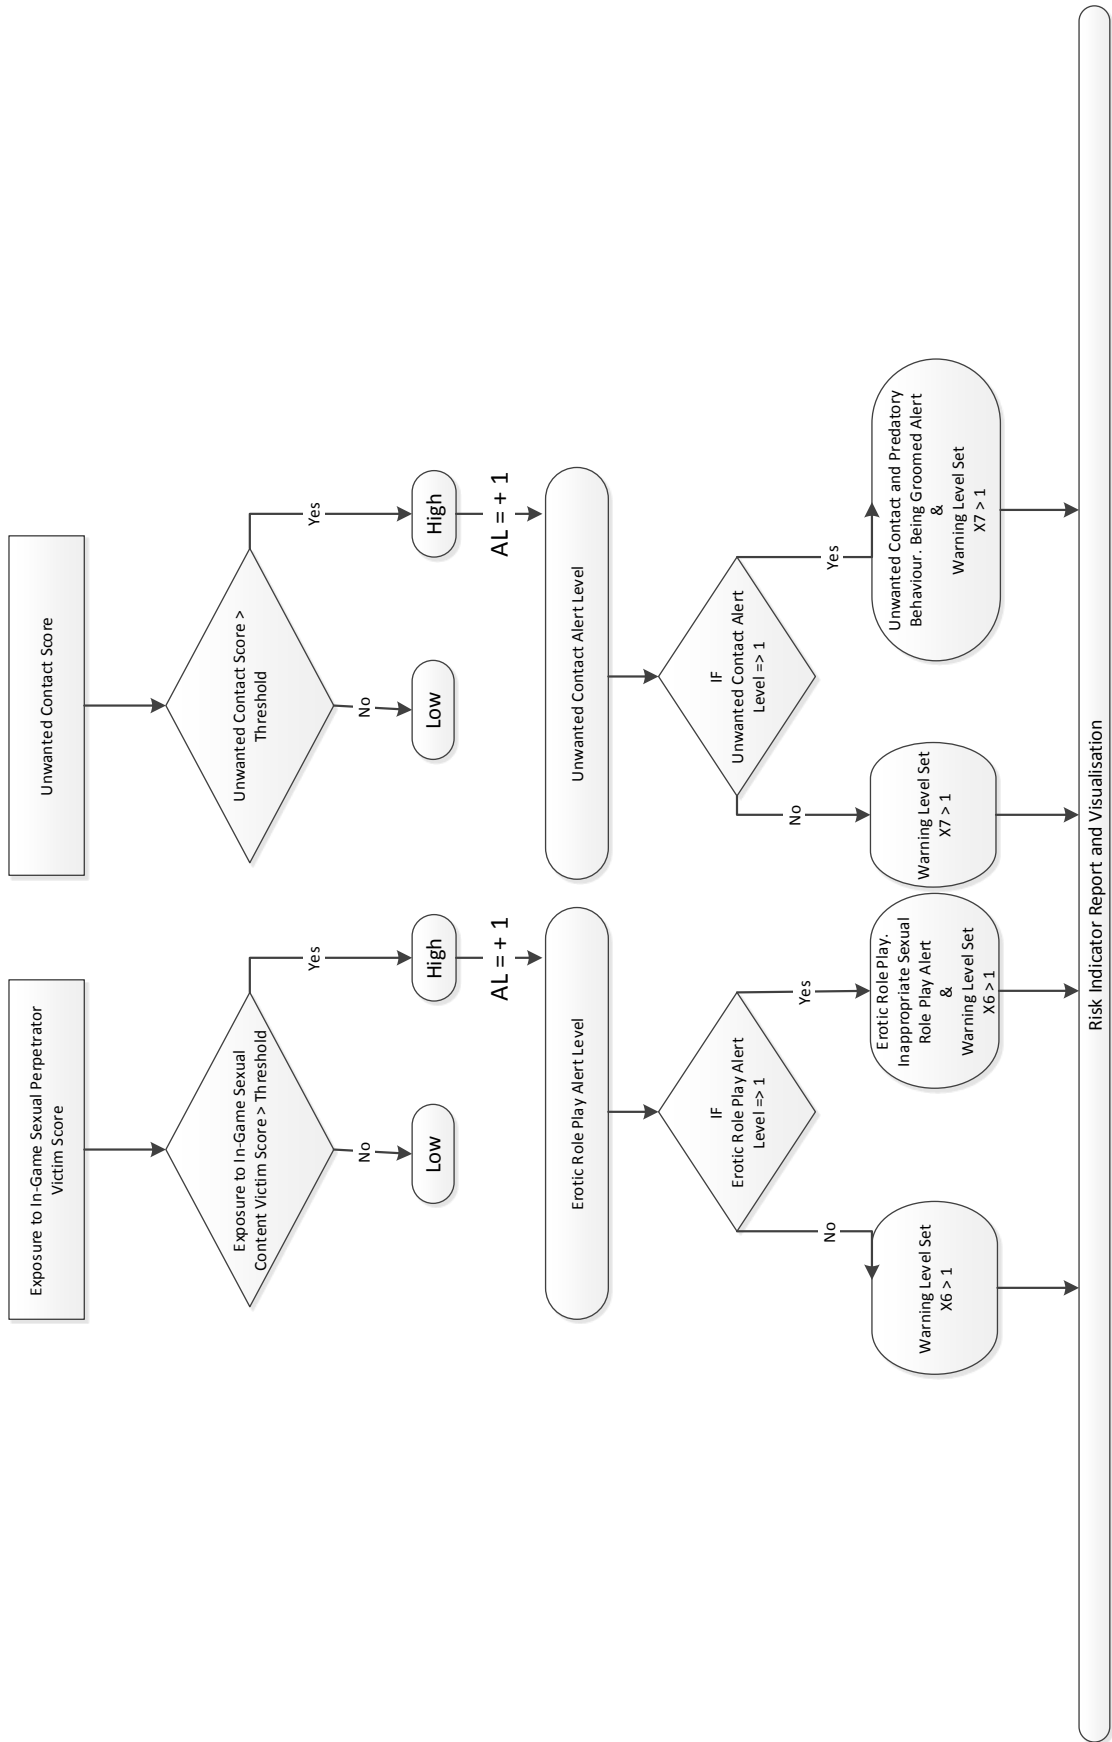 Exposure to In-Game Sexual Perpetrator
Victim Score
Exposure to In-Game Sexual
Content Victim Score > Threshold
No
Yes
Low
High
AL = + 1
Erotic Role Play Alert Level
IF
Erotic Role Play Alert
Level => 1
No
Yes
Warning Level Set
X6 > 1
Erotic Role Play.
Inappropriate Sexual
Role Play Alert
&
Warning Level Set
X6 > 1
Unwanted Contact Score
Unwanted Contact Score >
Threshold
No
Yes
Low
High
AL = + 1
Unwanted Contact Alert Level
IF
Unwanted Contact Alert
Level => 1
No
Yes
Warning Level Set
X7 > 1
Unwanted Contact and Predatory
Behaviour. Being Groomed Alert
&
Warning Level Set
X7 > 1
Risk Indicator Report and Visualisation